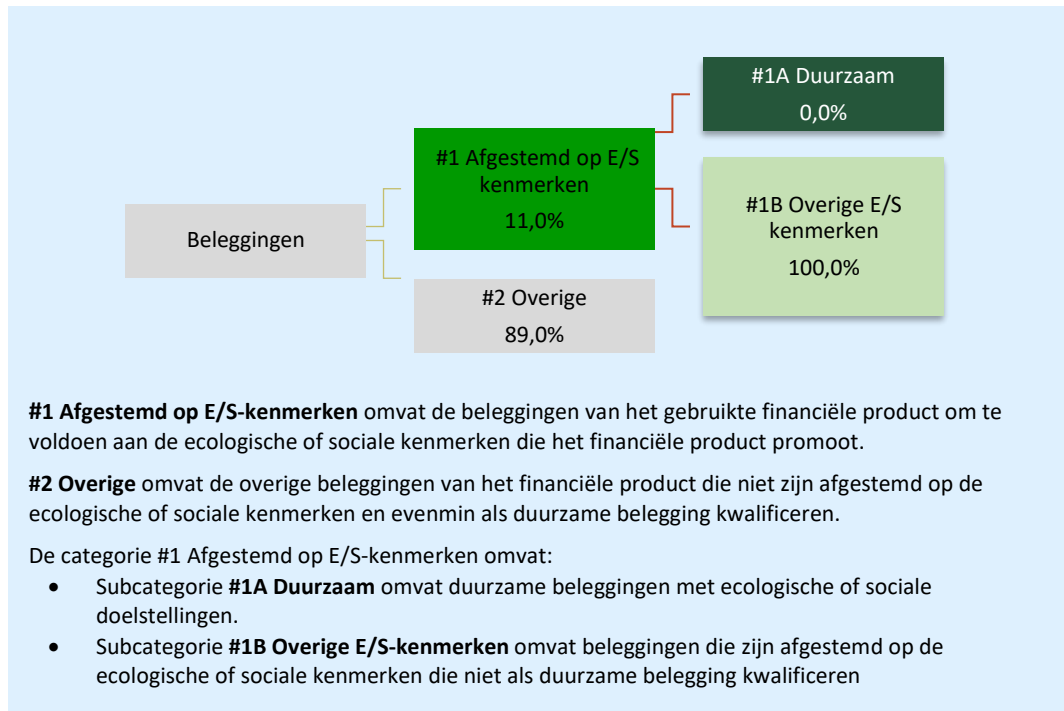 #1A Duurzaam
0,0%
#1 Afgestemd op E/S
kenmerken
11,0%
#1B Overige E/S
kenmerken
100,0%
Beleggingen
#2 Overige
89,0%
#1 Afgestemd op E/S-kenmerken omvat de beleggingen van het gebruikte financiële product om te
voldoen aan de ecologische of sociale kenmerken die het financiële product promoot.
#2 Overige omvat de overige beleggingen van het financiële product die niet zijn afgestemd op de
ecologische of sociale kenmerken en evenmin als duurzame belegging kwalificeren.
De categorie #1 Afgestemd op E/S-kenmerken omvat:
• Subcategorie #1A Duurzaam omvat duurzame beleggingen met ecologische of sociale
doelstellingen.
• Subcategorie #1B Overige E/S-kenmerken omvat beleggingen die zijn afgestemd op de
ecologische of sociale kenmerken die niet als duurzame belegging kwalificeren